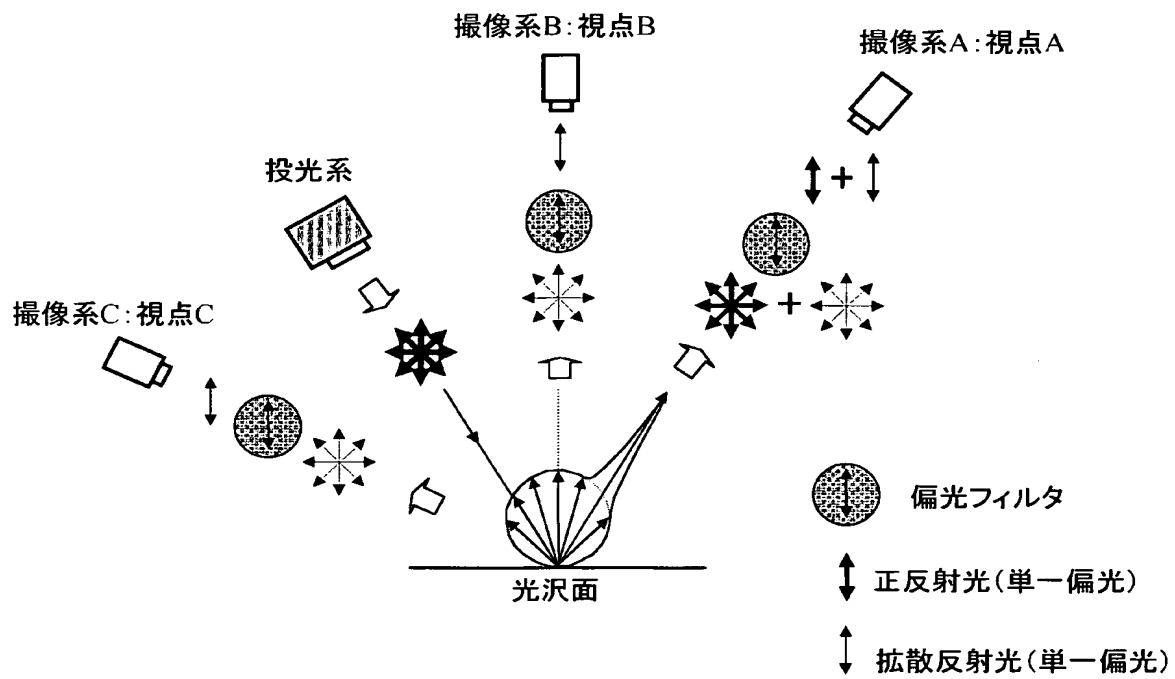 撮像系B:視点B
撮像系A:視点A
投光系
撮像系C:視点C
光沢面
偏光フィルタ
正反射光(単一偏光)
拡散反射光(単一偏光)